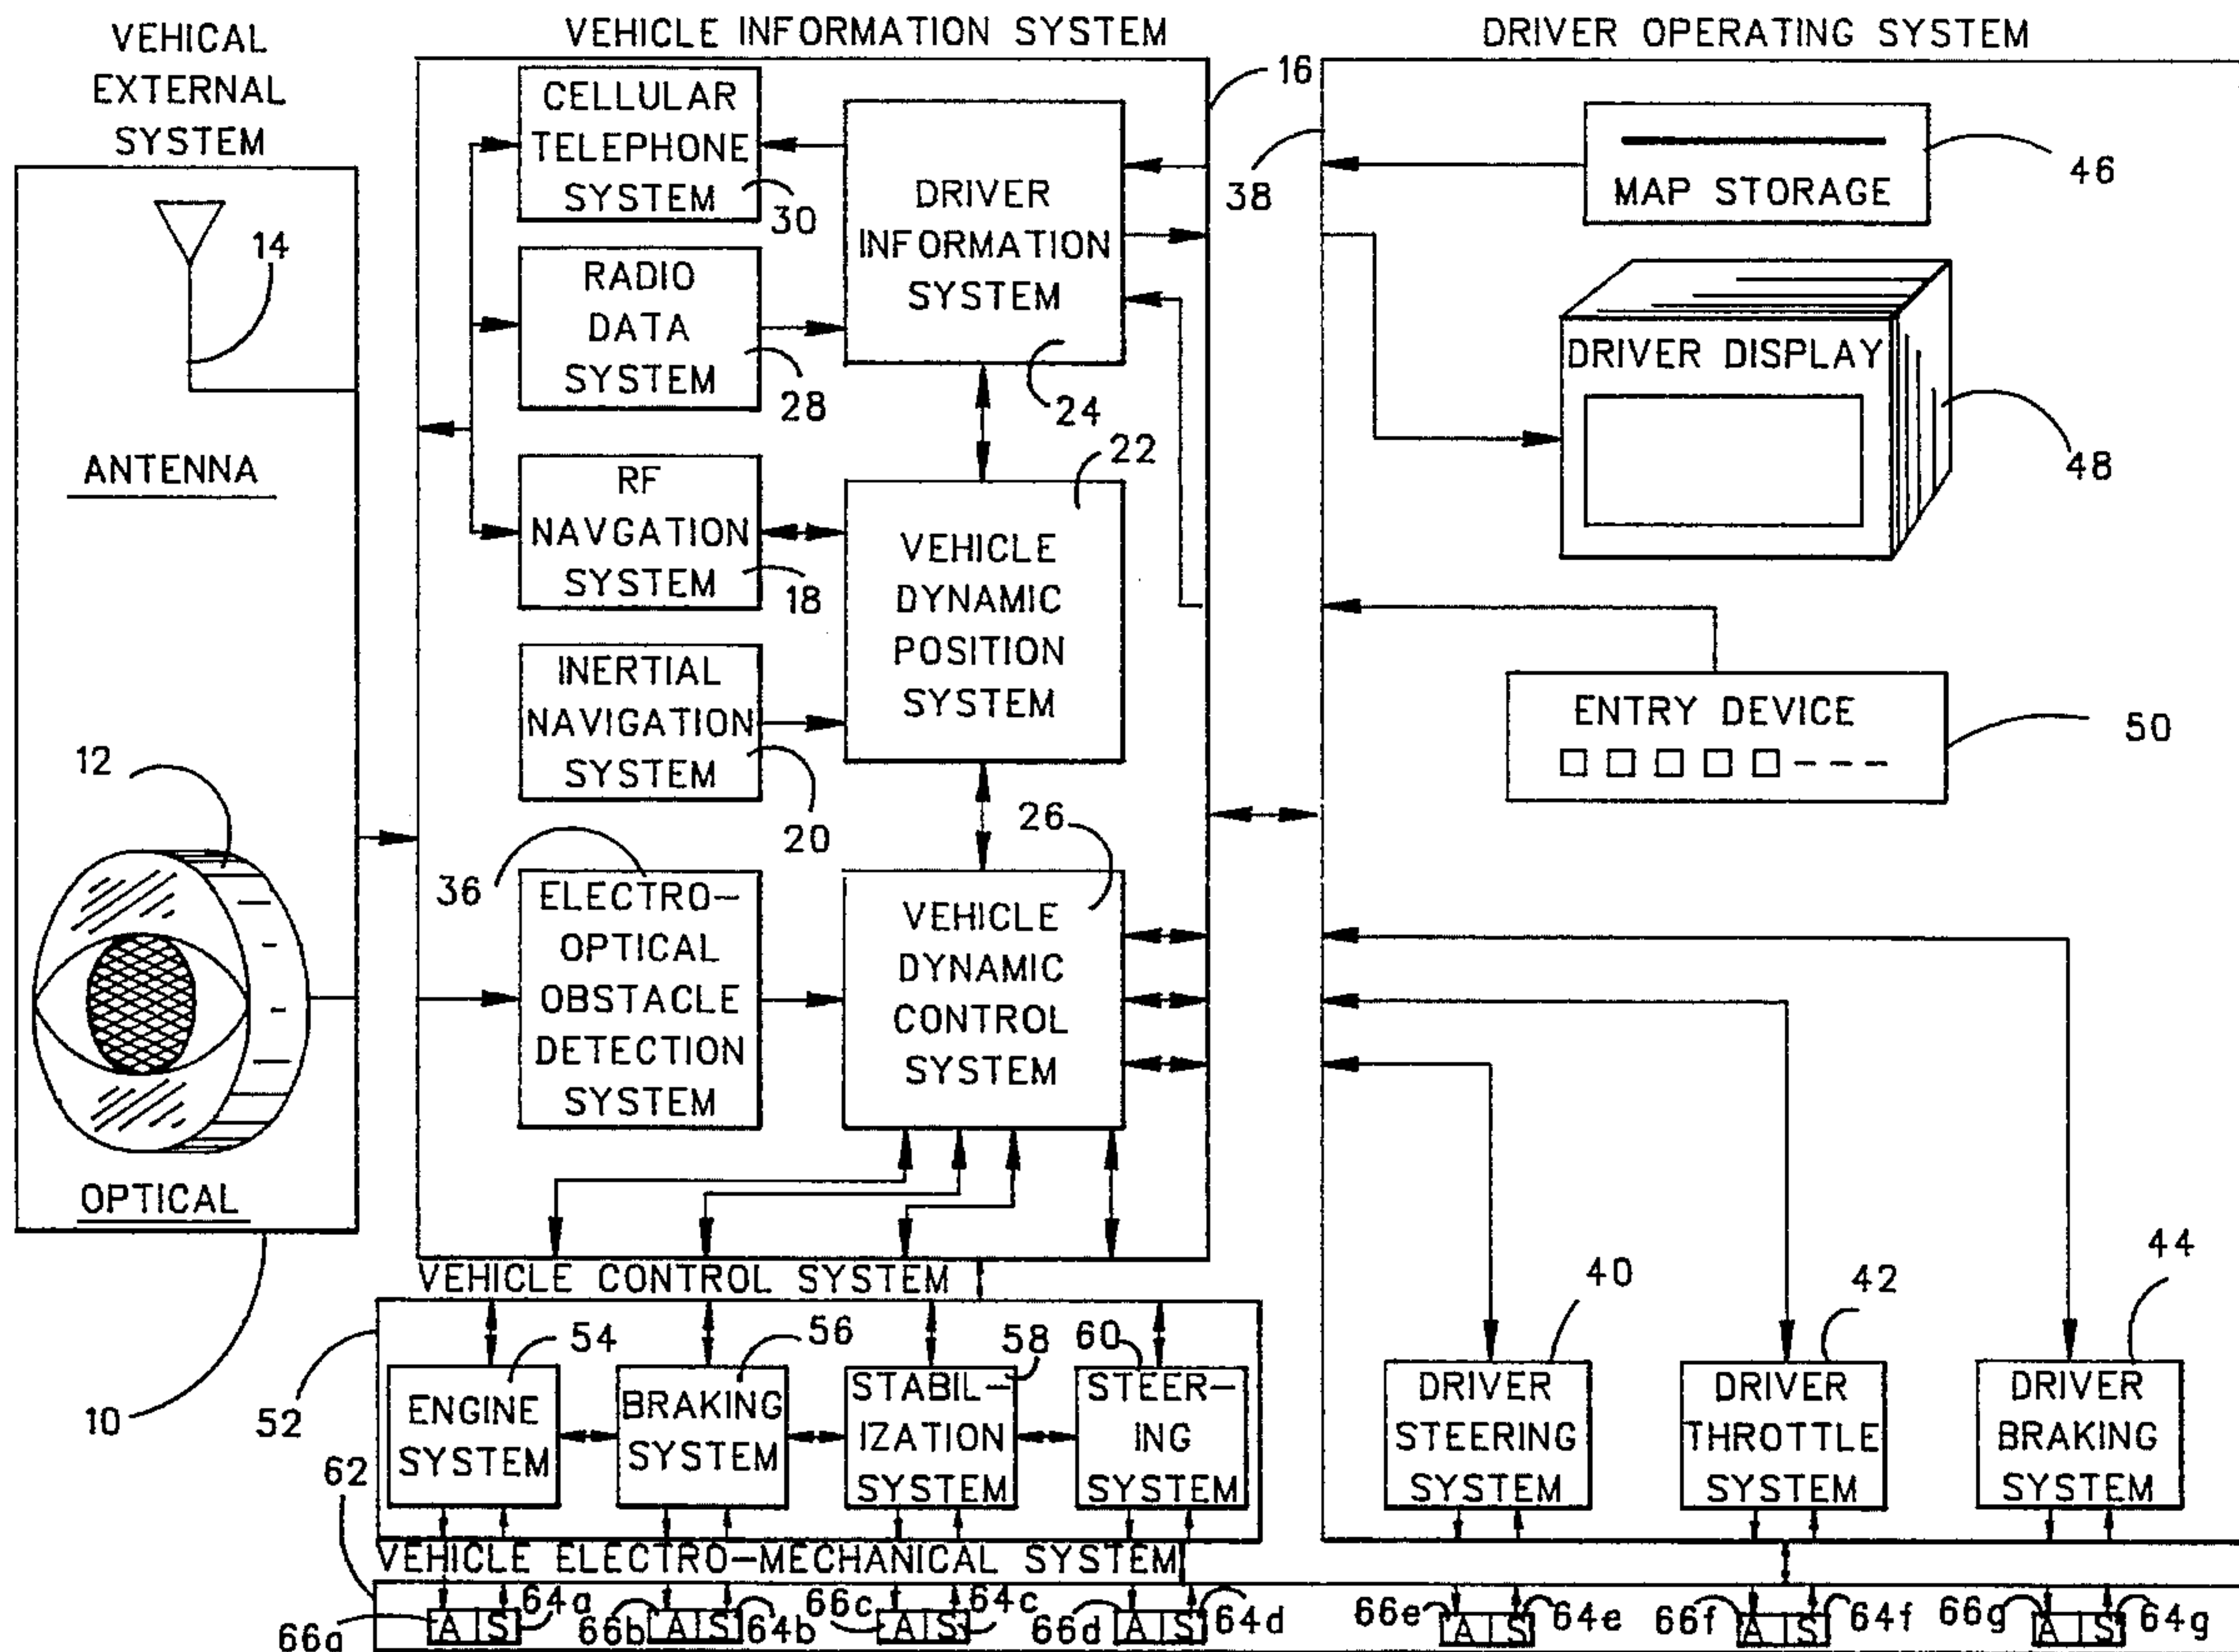 VEHICAL
EXTERNAL
SYSTEM
14
ANTENNA
12
OPTICAL
10
VEHICLE INFORMATION SYSTEM
16
CELLULAR
TELEPHONE
SYSTEM
30
RADIO
DATA
SYSTEM
28
RF
NAVGATION
SYSTEM
18
INERTIAL
NAVIGATION
SYSTEM
20
36
ELECTRO-
OPTICAL
OBSTACLE
DETECTION
SYSTEM
DRIVER
INFORMATION
SYSTEM
24
22
VEHICLE
DYNAMIC
POSITION
SYSTEM
26
VEHICLE
DYNAMIC
CONTROL
SYSTEM
DRIVER OPERATING SYSTEM
38
MAP STORAGE
46
DRIVER DISPLAY
48
ENTRY DEVICE
50
40
DRIVER
STEERING
SYSTEM
42
DRIVER
THROTTLE
SYSTEM
44
DRIVER
BRAKING
SYSTEM
VEHICLE CONTROL SYSTEM
52
54
ENGINE
SYSTEM
56
BRAKING
SYSTEM
58
STABIL-
IZATION
SYSTEM
60
STEER-
ING
SYSTEM
62
VEHICLE ELECTRO-MECHANICAL SYSTEM
66a A S 64a
66b A S 64b
66c A S 64c
66d A S 64d
66e A S 64e
66f A S 64f
66g A S 64g